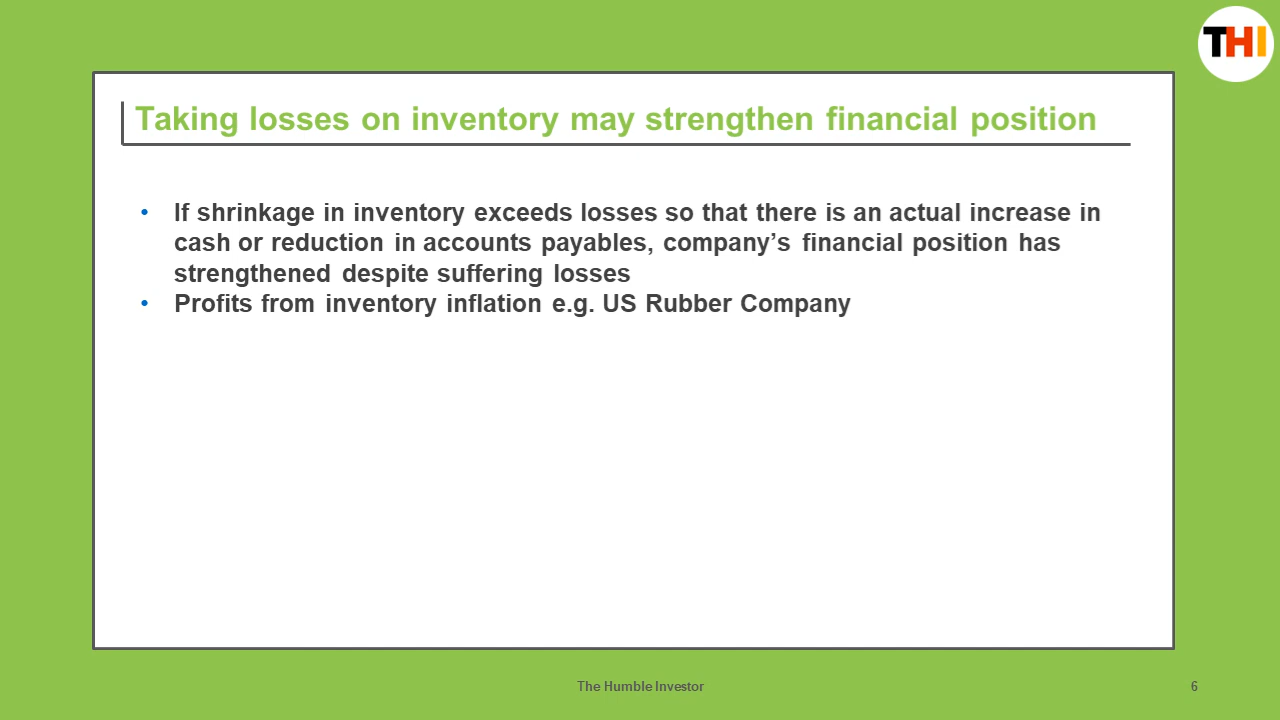 THI
Taking losses on inventory may strengthen financial position
• If shrinkage in inventory exceeds losses so that there is an actual increase in
cash or reduction in accounts payables, company’s financial position has
strengthened despite suffering losses
• Profits from inventory inflation e.g. US Rubber Company
The Humble Investor
6